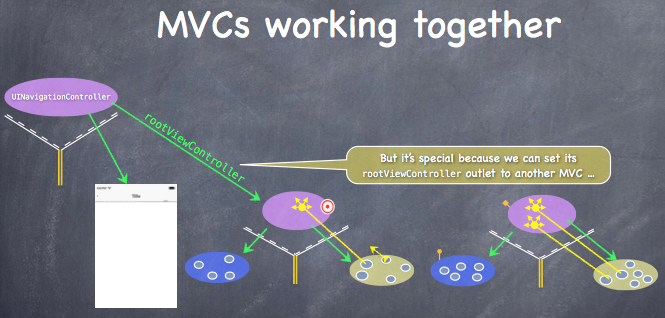 MVCs working together
UINavigationController
rootViewController
But it's special because we can set its
rootViewController outlet to another MVC ...
Title